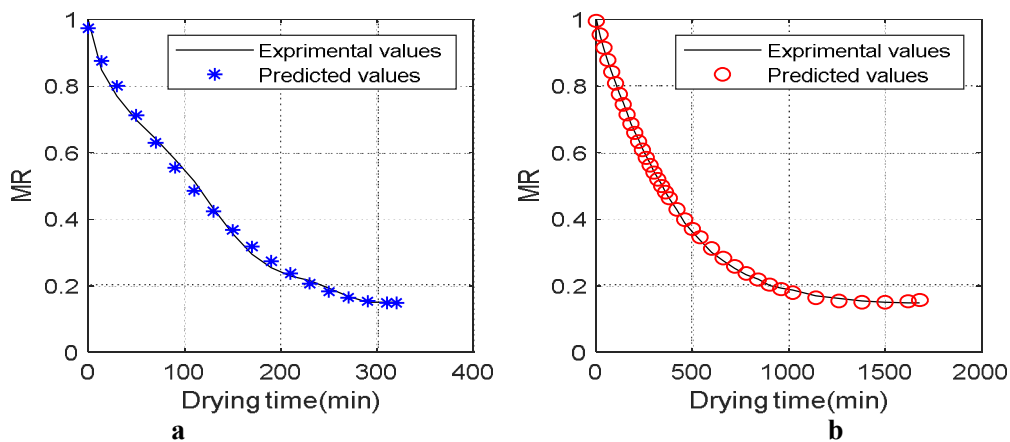 1
0.8
0.6
0.4
0.2
0
MR
0 100 200 300 400
Drying time(min)
Exprimental values
Predicted values
a
1
0.8
0.6
0.4
0.2
0
MR
0 500 1000 1500 2000
Drying time(min)
Exprimental values
Predicted values
b